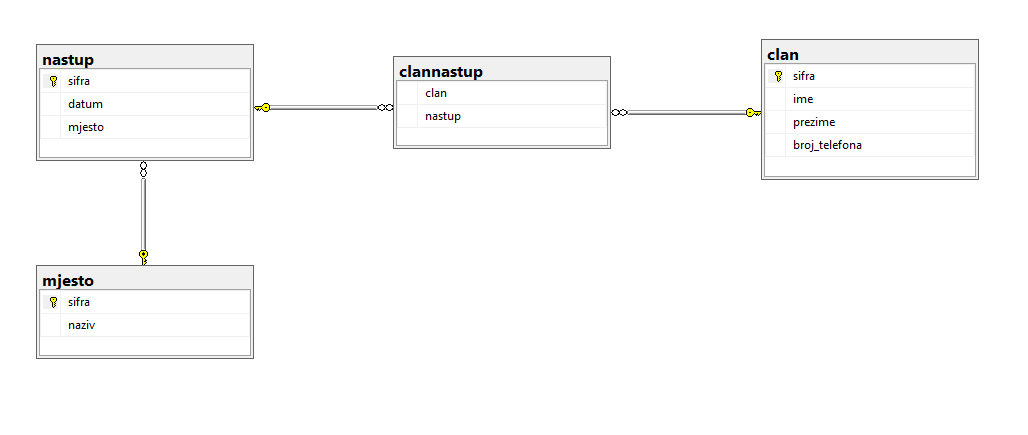 nastup
sifra
datum
mjesto
clannastup
clan
nastup
clan
sifra
ime
prezime
broj_telefona
mjesto
sifra
naziv